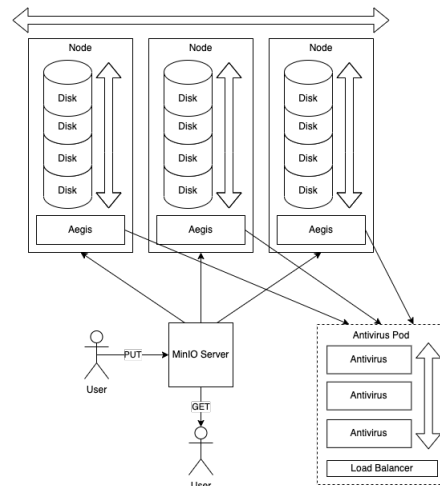 Node Node Node
Disk Disk Disk
Disk Disk Disk
Disk Disk Disk
Disk Disk Disk
Aegis Aegis Aegis
PUT
MinIO Server
User
GET
User
Antivirus Pod
Antivirus
Antivirus
Antivirus
Load Balancer